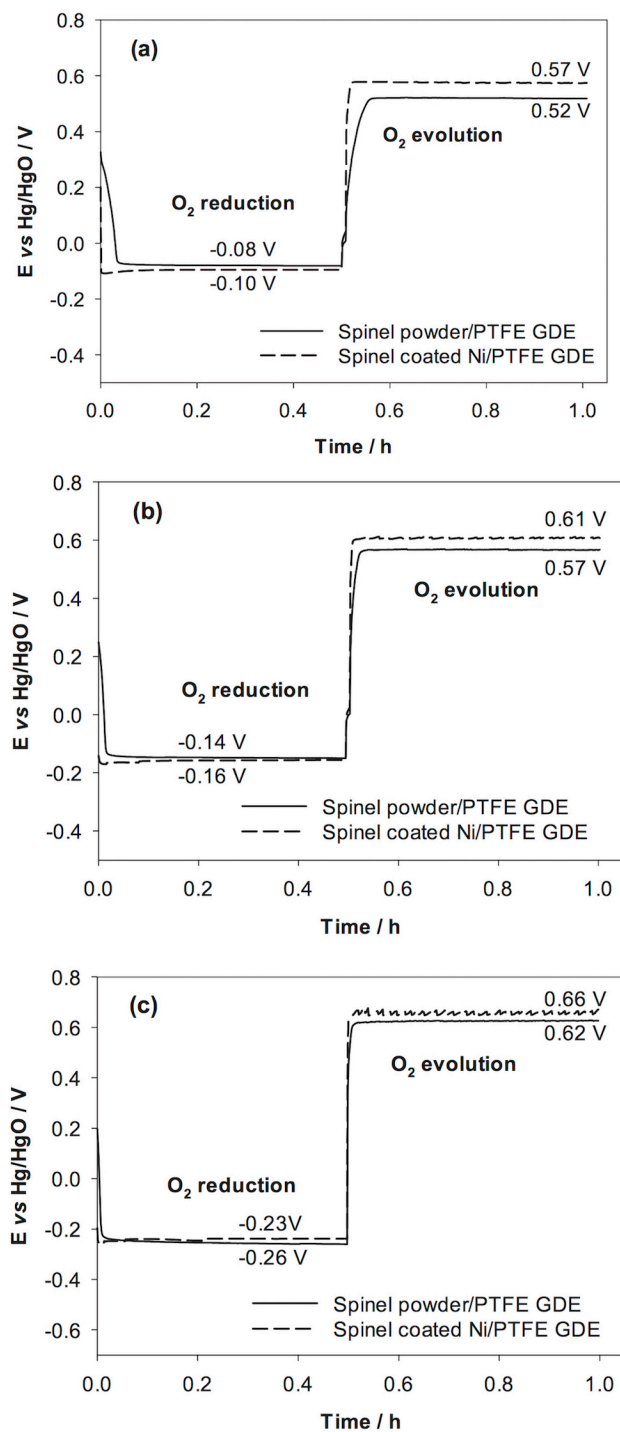 (a)
0.8
0.6
0.4
0.2
0.0
-0.2
-0.4
E vs Hg/HgO / V
0.57 V
0.52 V
O₂ evolution
O₂ reduction
-0.08 V
-0.10 V
Spinel powder/PTFE GDE
Spinel coated Ni/PTFE GDE
0.0 0.2 0.4 0.6 0.8 1.0
Time / h
(b)
0.8
0.6
0.4
0.2
0.0
-0.2
-0.4
E vs Hg/HgO / V
0.61 V
0.57 V
O₂ evolution
O₂ reduction
-0.14 V
-0.16 V
Spinel powder/PTFE GDE
Spinel coated Ni/PTFE GDE
0.0 0.2 0.4 0.6 0.8 1.0
Time / h
(c)
0.8
0.6
0.4
0.2
0.0
-0.2
-0.4
-0.6
E vs Hg/HgO / V
0.66 V
0.62 V
O₂ evolution
O₂ reduction
-0.23V
-0.26 V
Spinel powder/PTFE GDE
Spinel coated Ni/PTFE GDE
0.0 0.2 0.4 0.6 0.8 1.0
Time / h